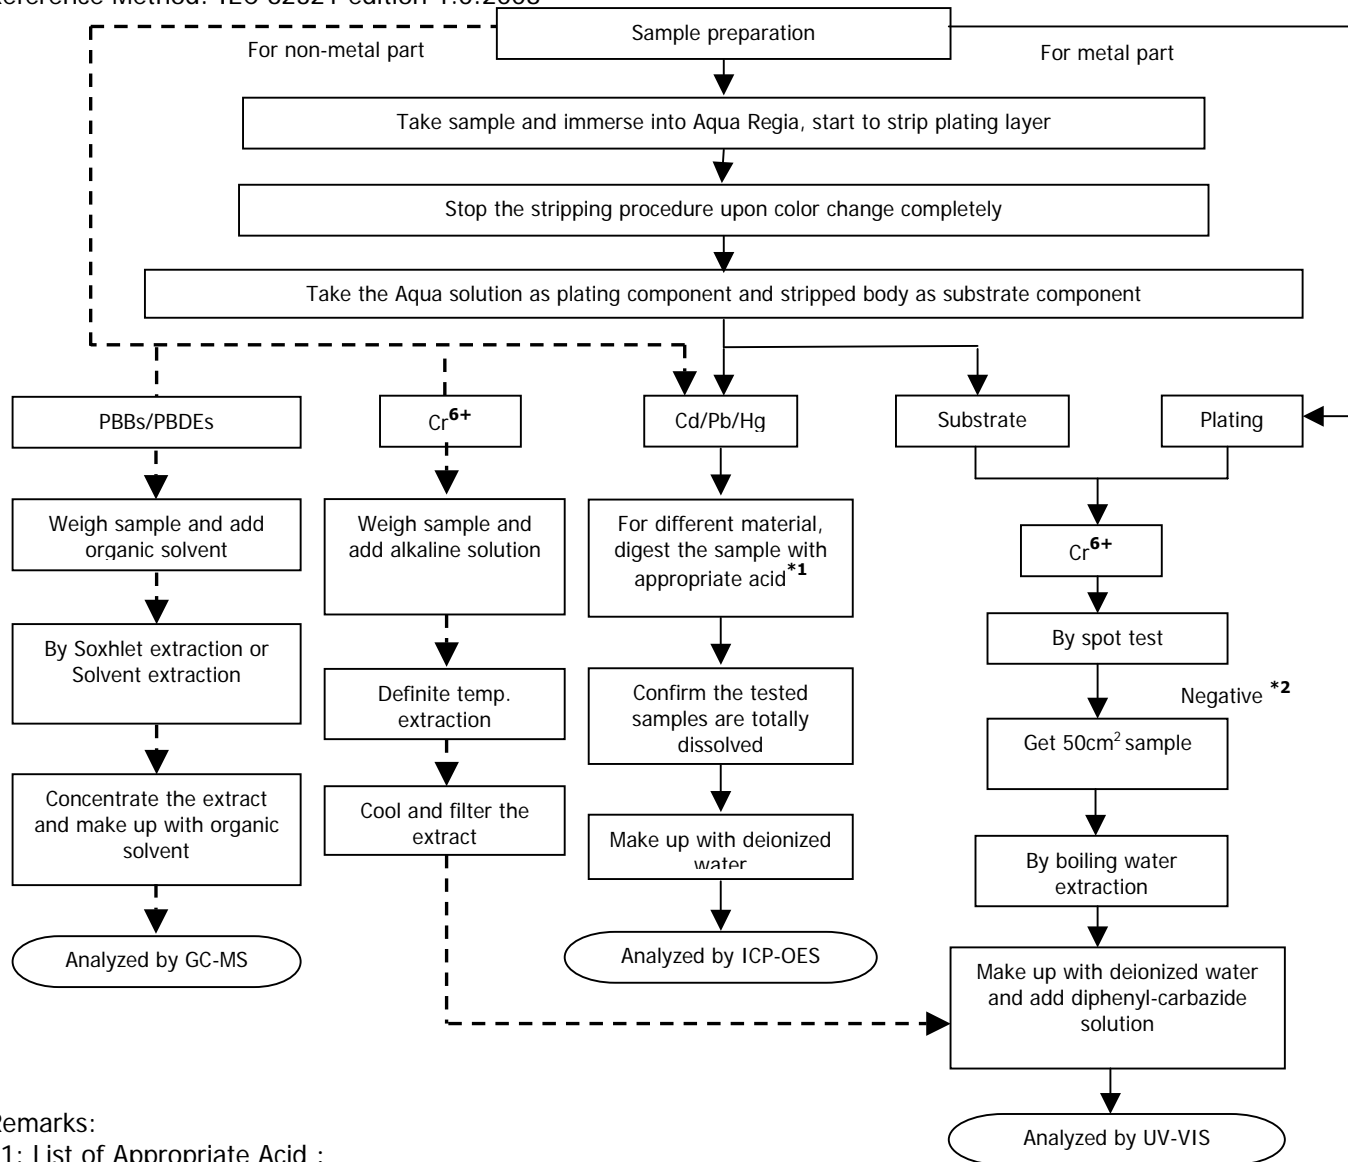 Sample preparation
For non-metal part
For metal part
Take sample and immerse into Aqua Regia, start to strip plating layer
Stop the stripping procedure upon color change completely
Take the Aqua solution as plating component and stripped body as substrate component
PBBs/PBDEs
Cr6+
Cd/Pb/Hg
Substrate
Plating
Weigh sample and add
organic solvent
Weigh sample and
add alkaline solution
For different material,
digest the sample with
appropriate acid*1
Cr6+
By Soxhlet extraction or
Solvent extraction
Definite temp.
extraction
Confirm the tested
samples are totally
dissolved
By spot test
Negative *2
Get 50cm2 sample
Concentrate the extract
and make up with organic
solvent
Cool and filter the
extract
Make up with deionized
water
By boiling water
extraction
Analyzed by GC-MS
Analyzed by ICP-OES
Make up with deionized water
and add diphenyl-carbazide
solution
Analyzed by UV-VIS
Remarks:
1: List of Appropriate Acid :